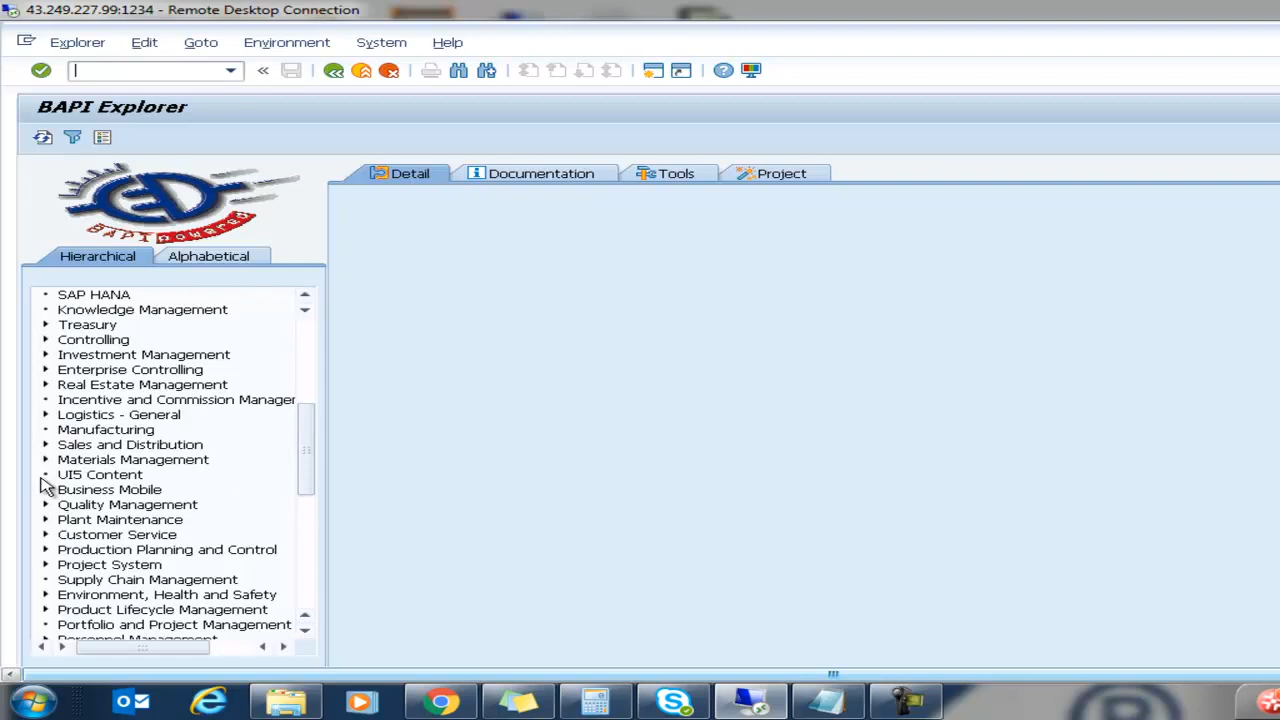 43.249.227.99:1234 - Remote Desktop Connection
Explorer Edit Goto Environment System Help
BAPI Explorer
Detail Documentation Tools Project
BAPI powered
Hierarchical Alphabetical
SAP HANA
Knowledge Management
Treasury
Controlling
Investment Management
Enterprise Controlling
Real Estate Management
Incentive and Commission Manager
Logistics - General
Manufacturing
Sales and Distribution
Materials Management
UI5 Content
Business Mobile
Quality Management
Plant Maintenance
Customer Service
Production Planning and Control
Project System
Supply Chain Management
Environment, Health and Safety
Product Lifecycle Management
Portfolio and Project Management
Personnel Management